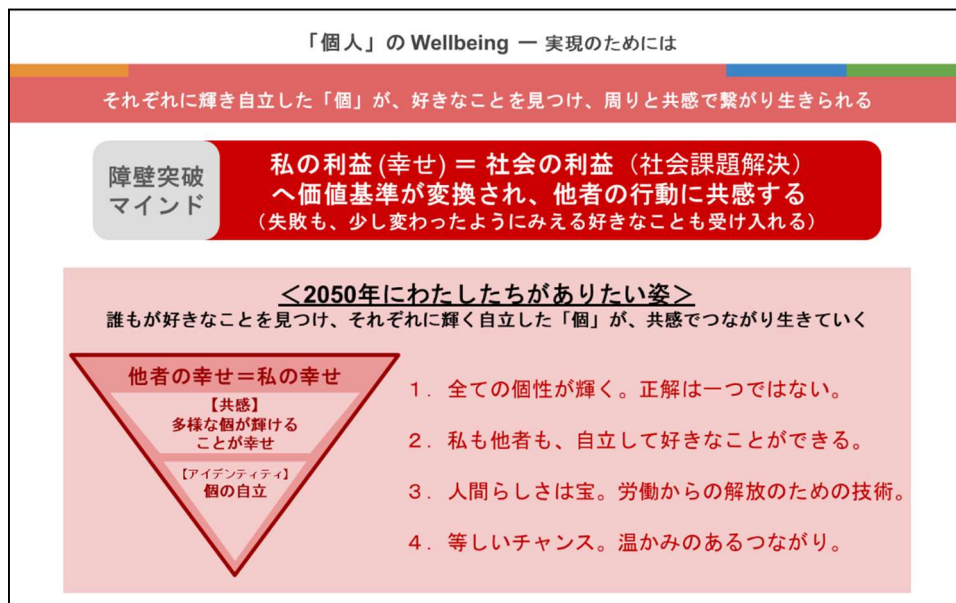 「個人」の Wellbeing ー 実現のためには
それぞれに輝き自立した「個」が、好きなことを見つけ、周りと共感で繋がり生きられる
障壁突破
マインド
私の利益 (幸せ) ＝ 社会の利益（社会課題解決）
へ価値基準が変換され、他者の行動に共感する
（失敗も、少し変わったようにみえる好きなことも受け入れる）
＜2050年にわたしたちがありたい姿＞
誰もが好きなことを見つけ、それぞれに輝く自立した「個」が、共感でつながり生きていく
他者の幸せ＝私の幸せ
【共感】
多様な個が輝ける
ことが幸せ
【アイデンティティ】
個の自立
１．全ての個性が輝く。正解は一つではない。
２．私も他者も、自立して好きなことができる。
３．人間らしさは宝。労働からの解放のための技術。
４．等しいチャンス。温かみのあるつながり。